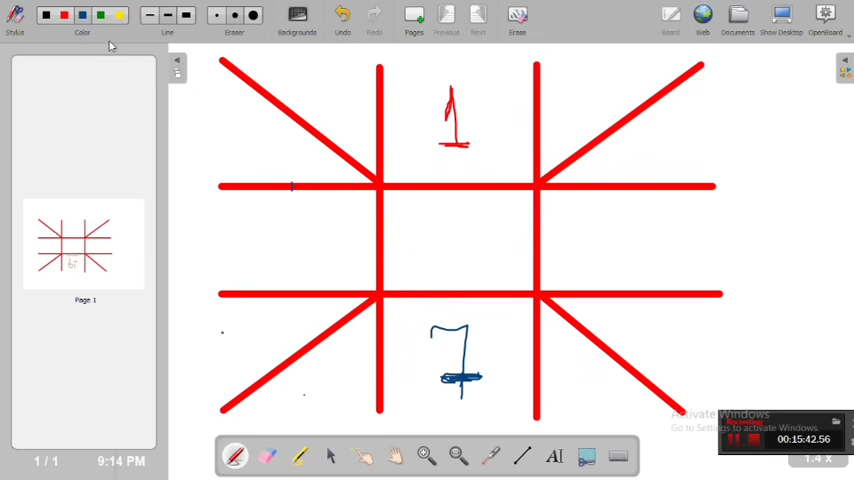 Stylus
Color
Line
Eraser
Backgrounds
Undo
Redo
Pages
Previous
Next
Erase
Board
Web
Documents
Show Desktop
OpenBoard
1
7
Page 1
AI
Activate Windows
Go to Settings to activate Windows.
Recording
00:15:42.56
1 / 1
9:14 PM
1.4 x